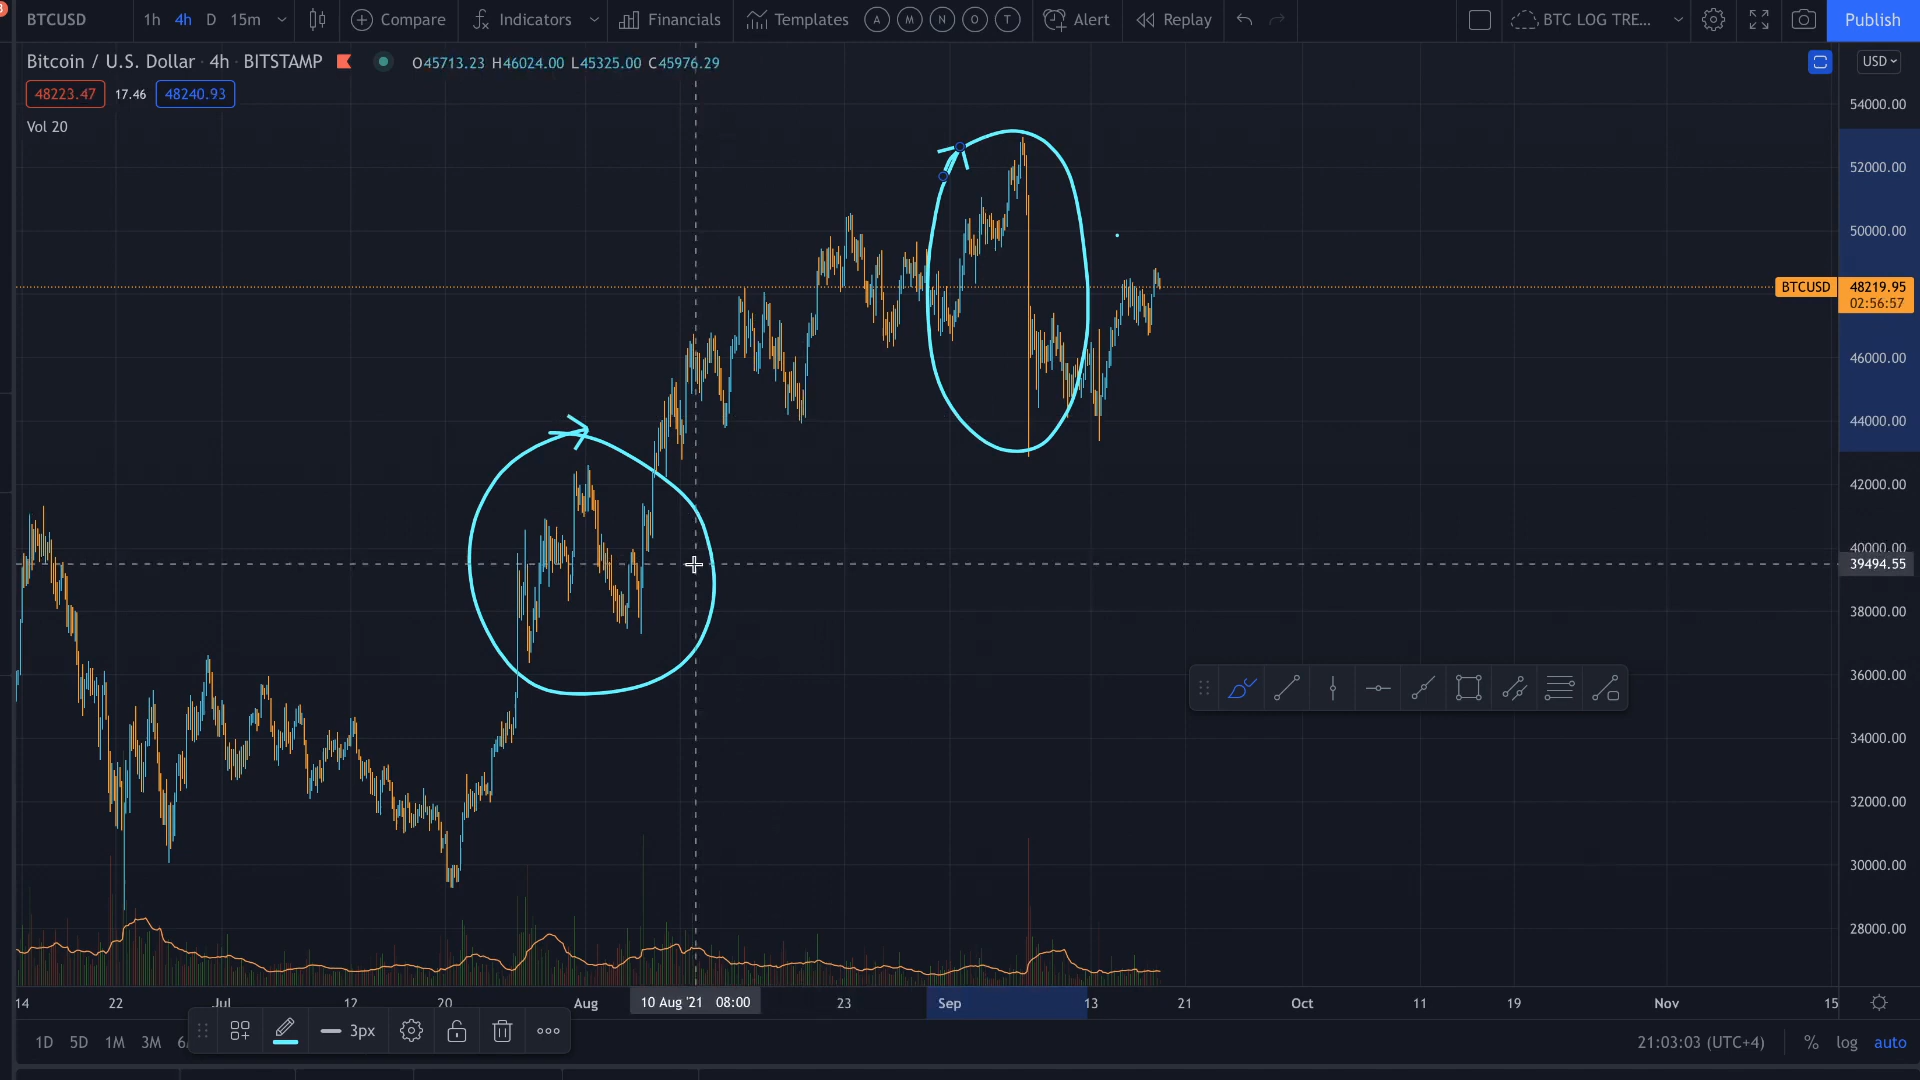 BTCUSD 1h 4h D 15m Compare Indicators Financials Templates A M N O T Alert Replay BTC LOG TRE... Publish
Bitcoin / U.S. Dollar · 4h · BITSTAMP O45713.23 H46024.00 L45325.00 C45976.29 USD
48223.47 17.46 48240.93
Vol 20
54000.00
52000.00
50000.00
BTCUSD 48219.95
02:56:57
46000.00
44000.00
42000.00
40000.00
39494.55
38000.00
36000.00
34000.00
32000.00
30000.00
28000.00
14 22 Jul 12 20 Aug 10 Aug '21 08:00 23 Sep 13 21 Oct 11 19 Nov 15
3px
1D 5D 1M 3M 21:03:03 (UTC+4) % log auto